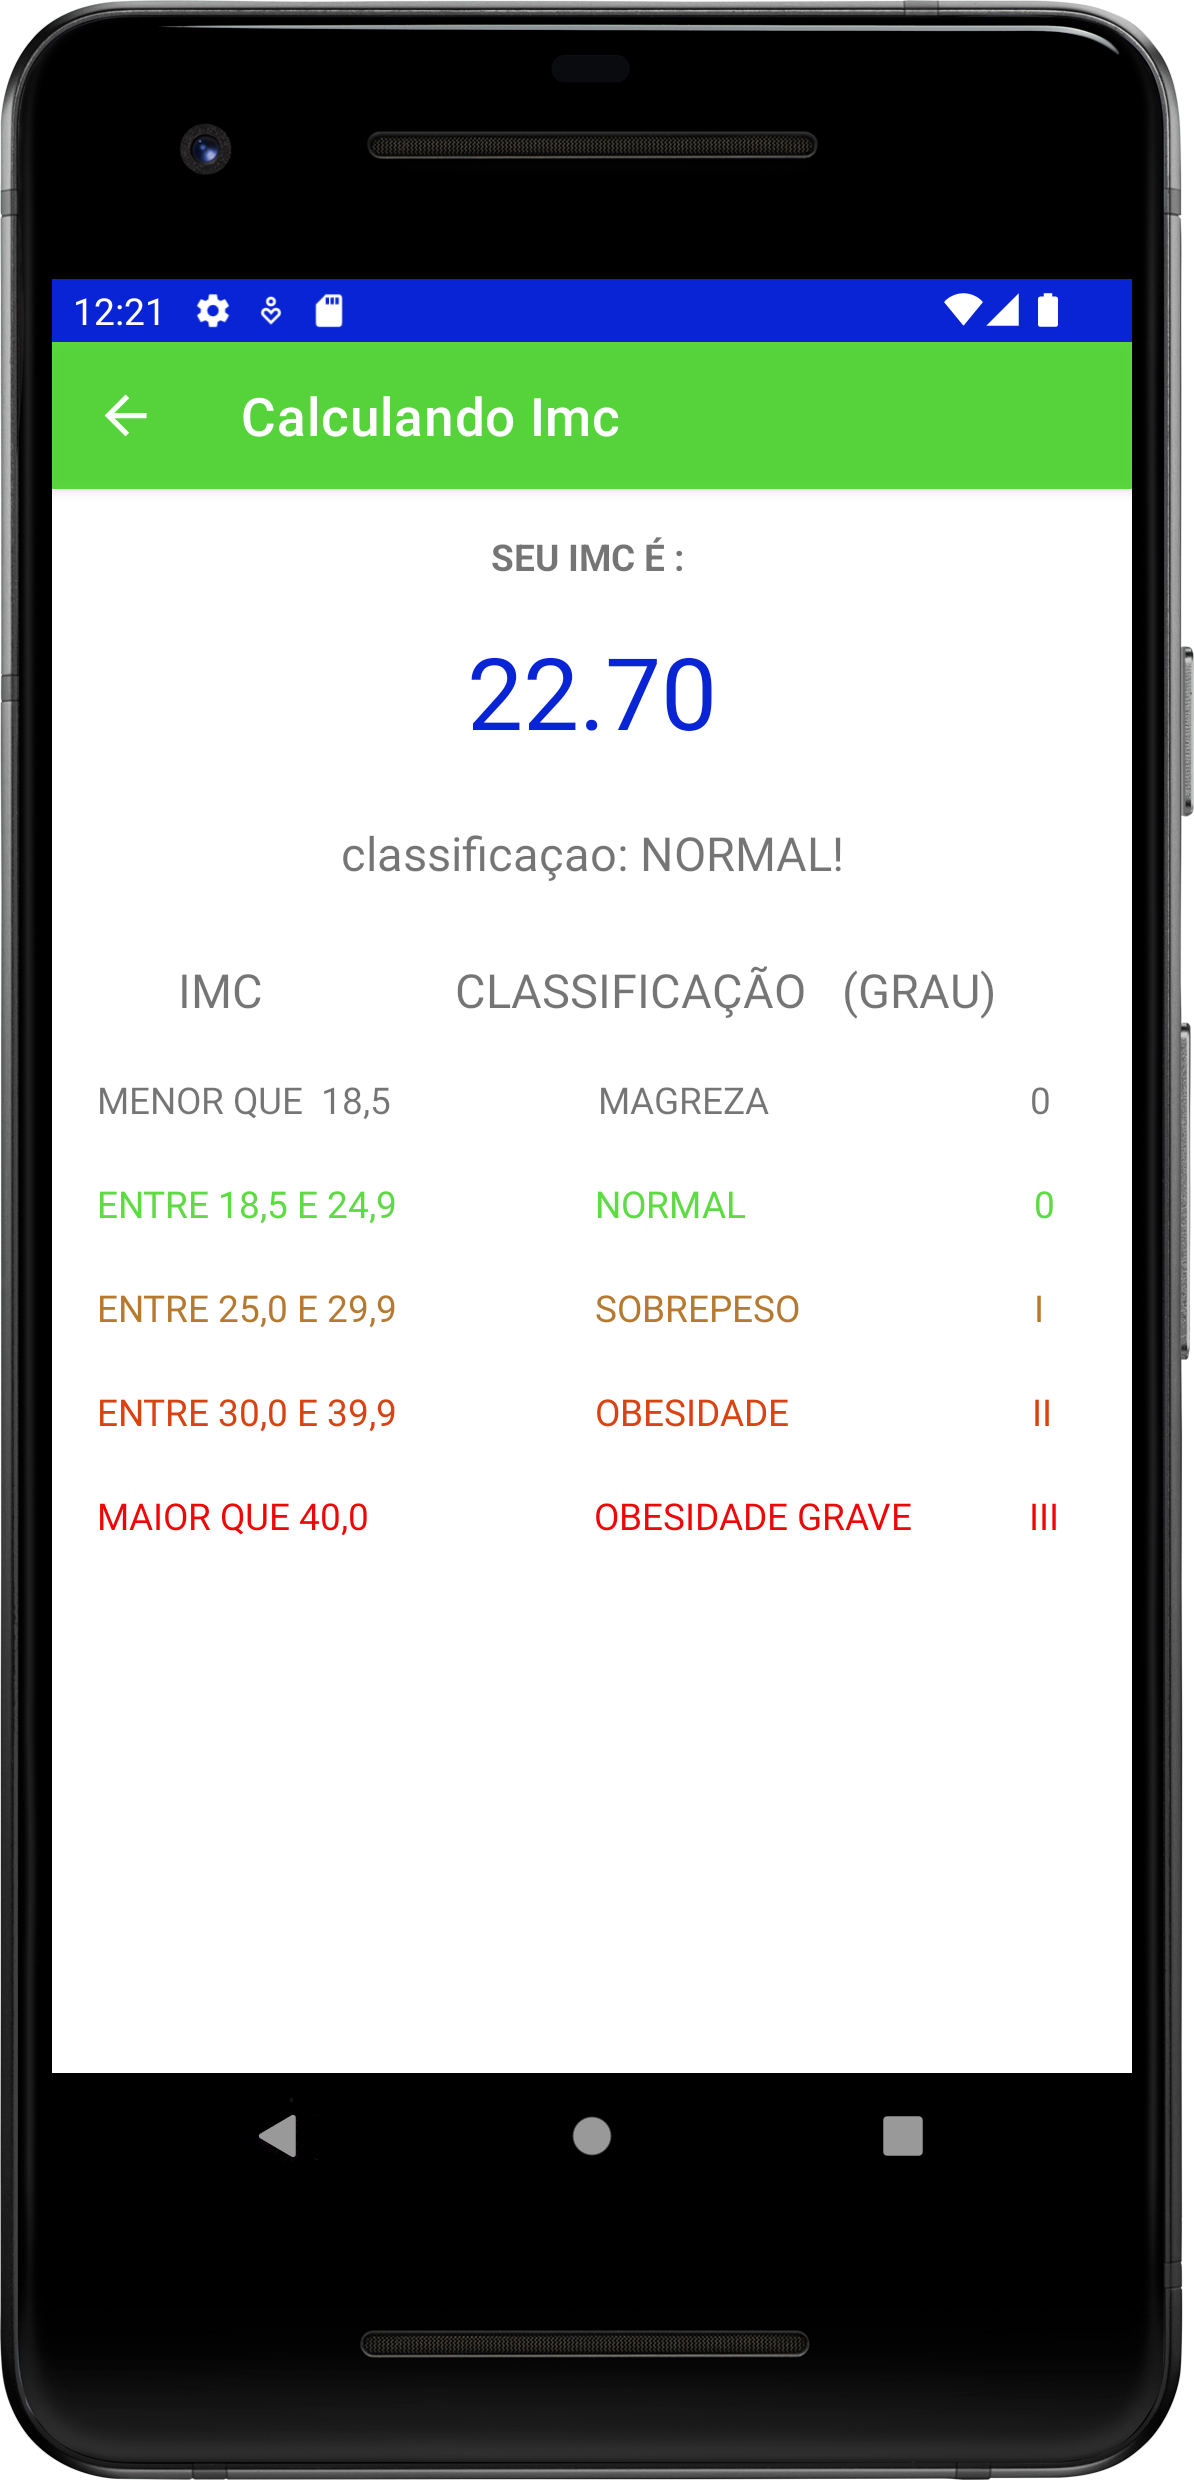 12:21
Calculando Imc
SEU IMC É :
22.70
classificaçao: NORMAL!
IMC CLASSIFICAÇÃO (GRAU)
MENOR QUE 18,5 MAGREZA 0
ENTRE 18,5 E 24,9 NORMAL 0
ENTRE 25,0 E 29,9 SOBREPESO I
ENTRE 30,0 E 39,9 OBESIDADE II
MAIOR QUE 40,0 OBESIDADE GRAVE III